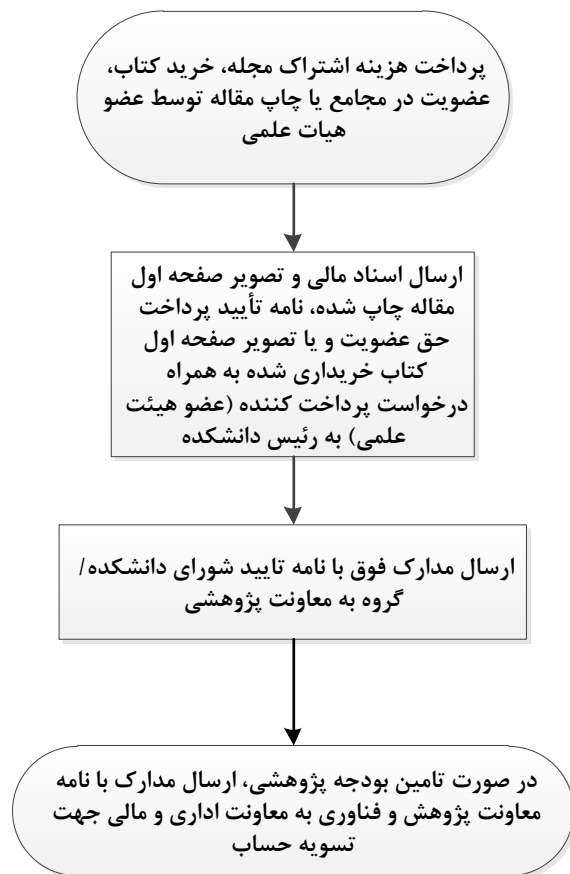 پرداخت هزینه اشتراک مجله، خرید کتاب،
عضویت در مجامع یا چاپ مقاله توسط عضو
هیات علمی
ارسال اسناد مالی و تصویر صفحه اول
مقاله چاپ شده، نامه تأیید پرداخت
حق عضویت و یا تصویر صفحه اول
کتاب خریداری شده به همراه
درخواست پرداخت کننده (عضو هیئت
علمی) به رئیس دانشکده
ارسال مدارک فوق با نامه تایید شورای دانشکده/
گروه به معاونت پژوهشی
در صورت تامین بودجه پژوهشی، ارسال مدارک با نامه
معاونت پژوهش و فناوری به معاونت اداری و مالی جهت
تسویه حساب